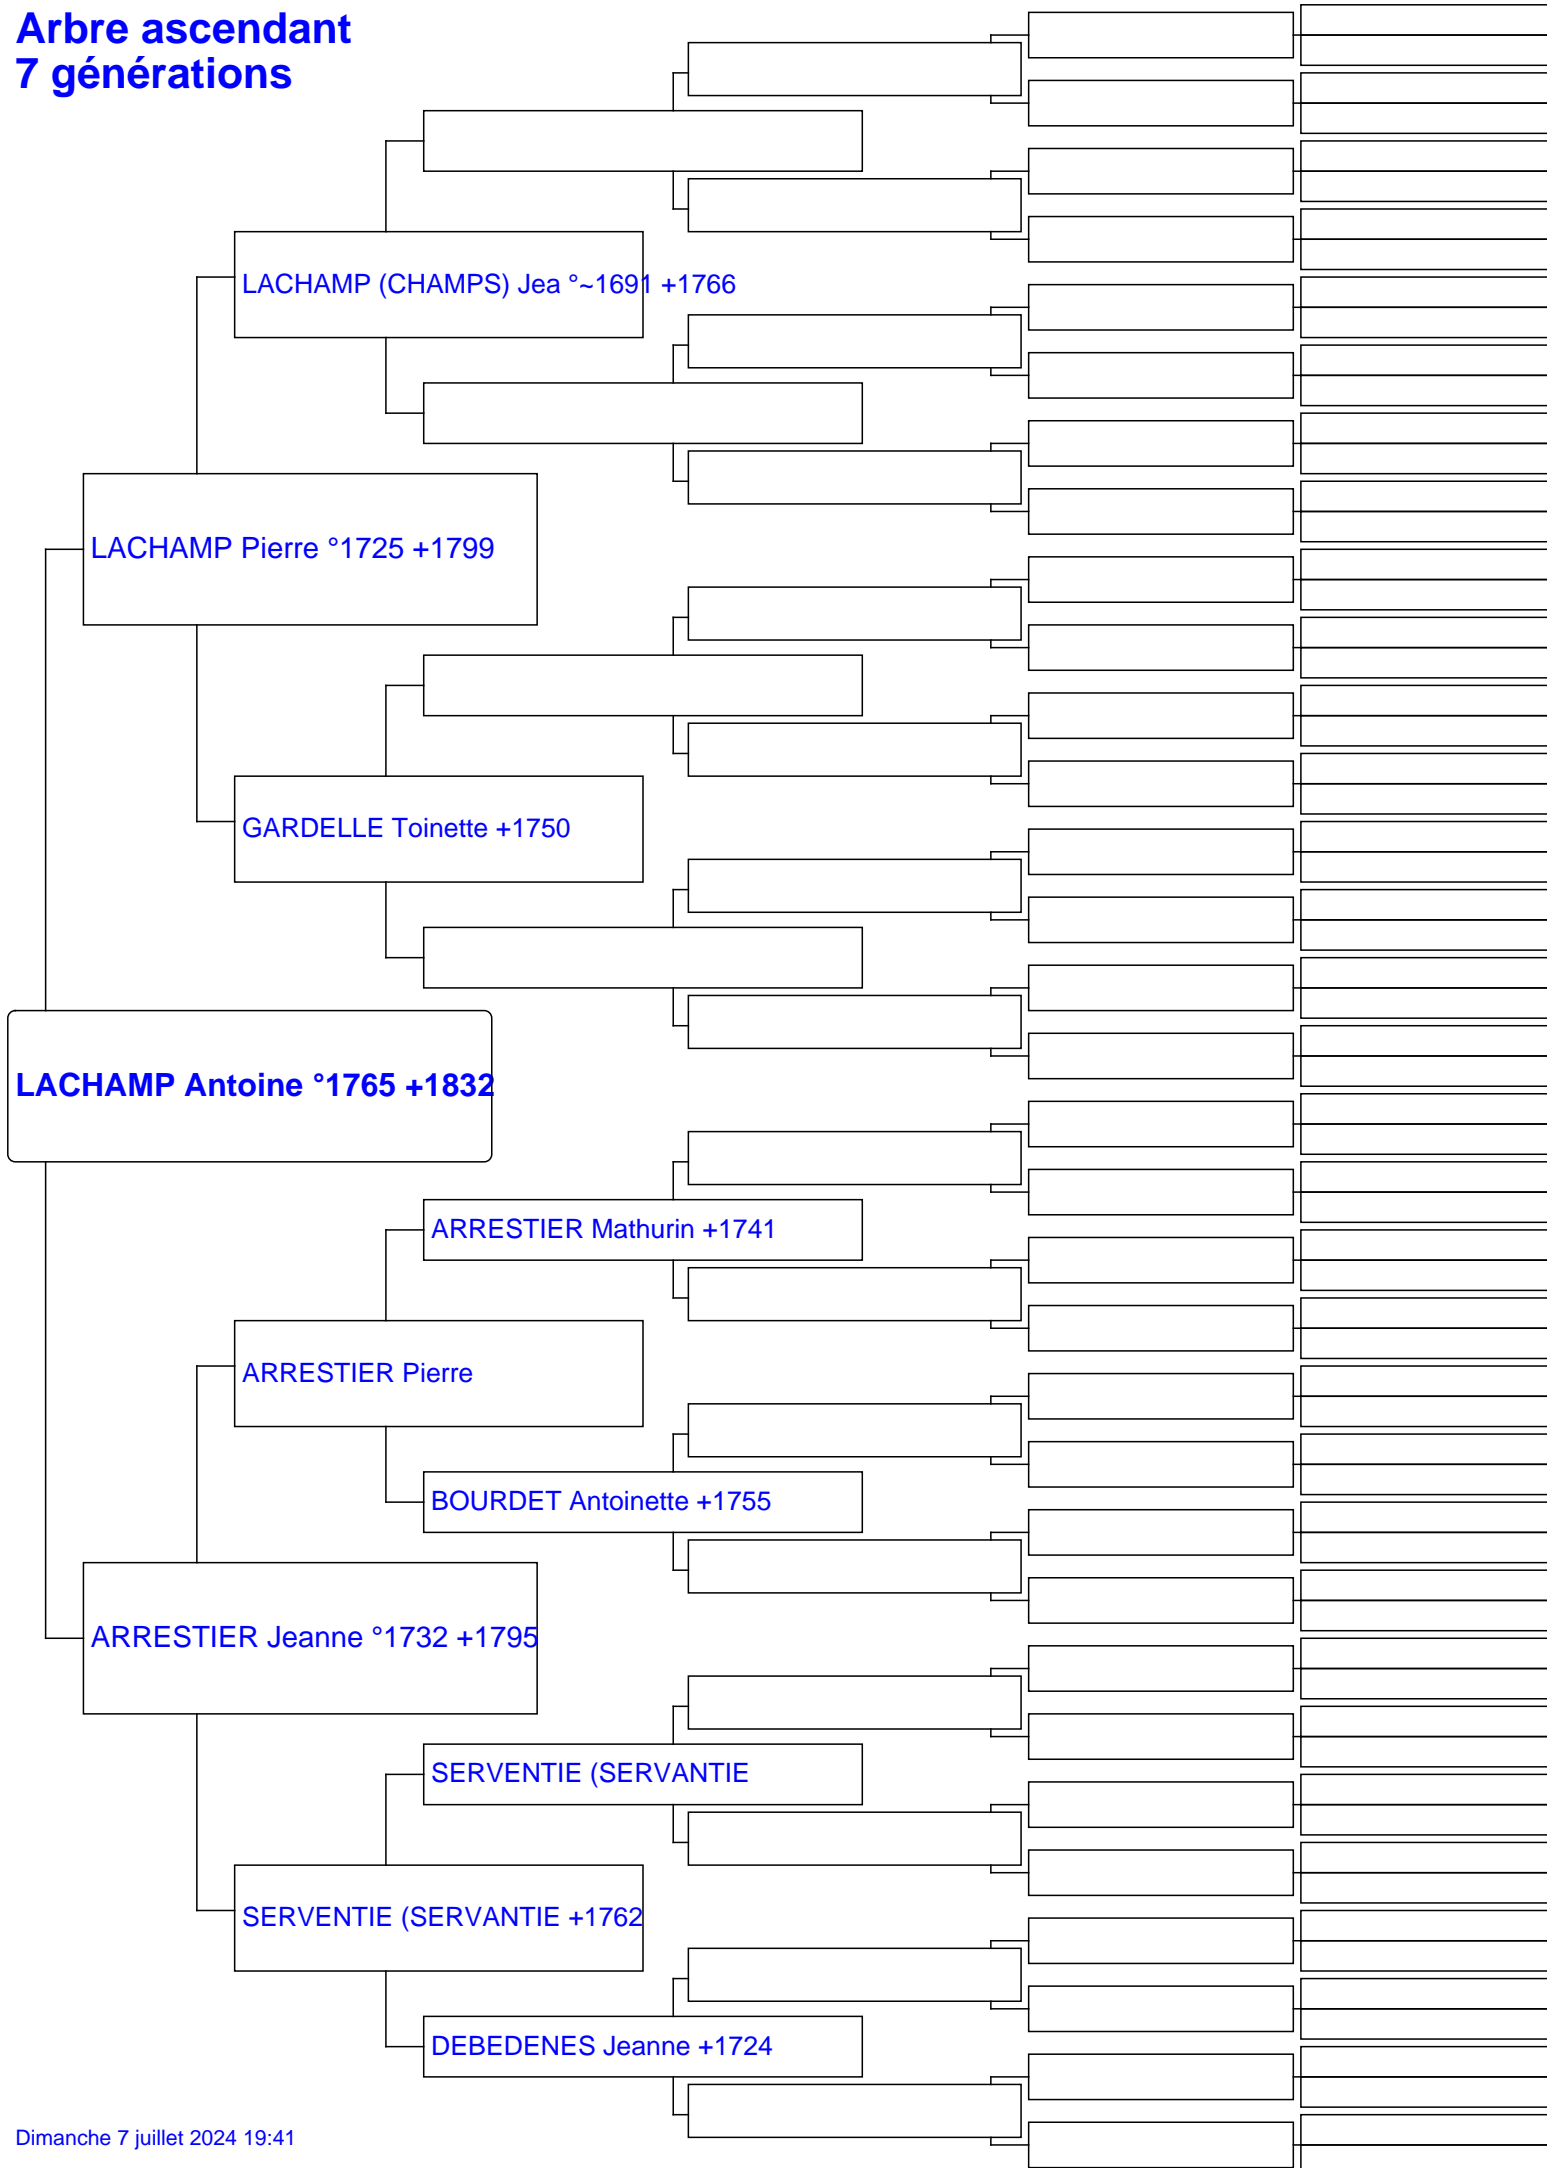 Arbre ascendant
7 générations
LACHAMP (CHAMPS) Jea °~1691 +1766
LACHAMP Pierre °1725 +1799
GARDELLE Toinette +1750
LACHAMP Antoine °1765 +1832
ARRESTIER Mathurin +1741
ARRESTIER Pierre
BOURDET Antoinette +1755
ARRESTIER Jeanne °1732 +1795
SERVENTIE (SERVANTIE
SERVENTIE (SERVANTIE +1762
DEBEDENES Jeanne +1724
Dimanche 7 juillet 2024 19:41